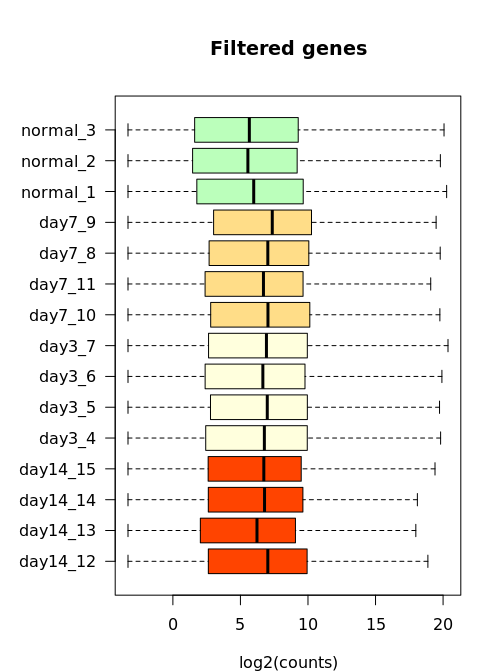 Filtered genes
normal_3
normal_2
normal_1
day7_9
day7_8
day7_11
day7_10
day3_7
day3_6
day3_5
day3_4
day14_15
day14_14
day14_13
day14_12
0 5 10 15 20
log2(counts)